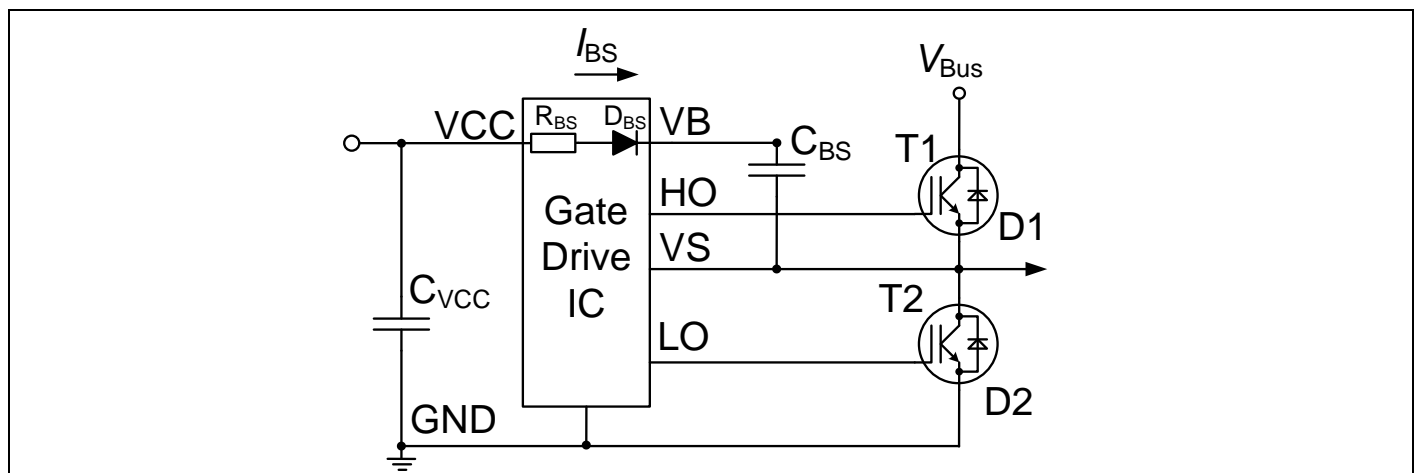 I_BS
V_Bus
VCC
R_BS
D_BS
VB
C_BS
T1
HO
Gate
Drive
IC
D1
VS
C_VCC
T2
LO
D2
GND